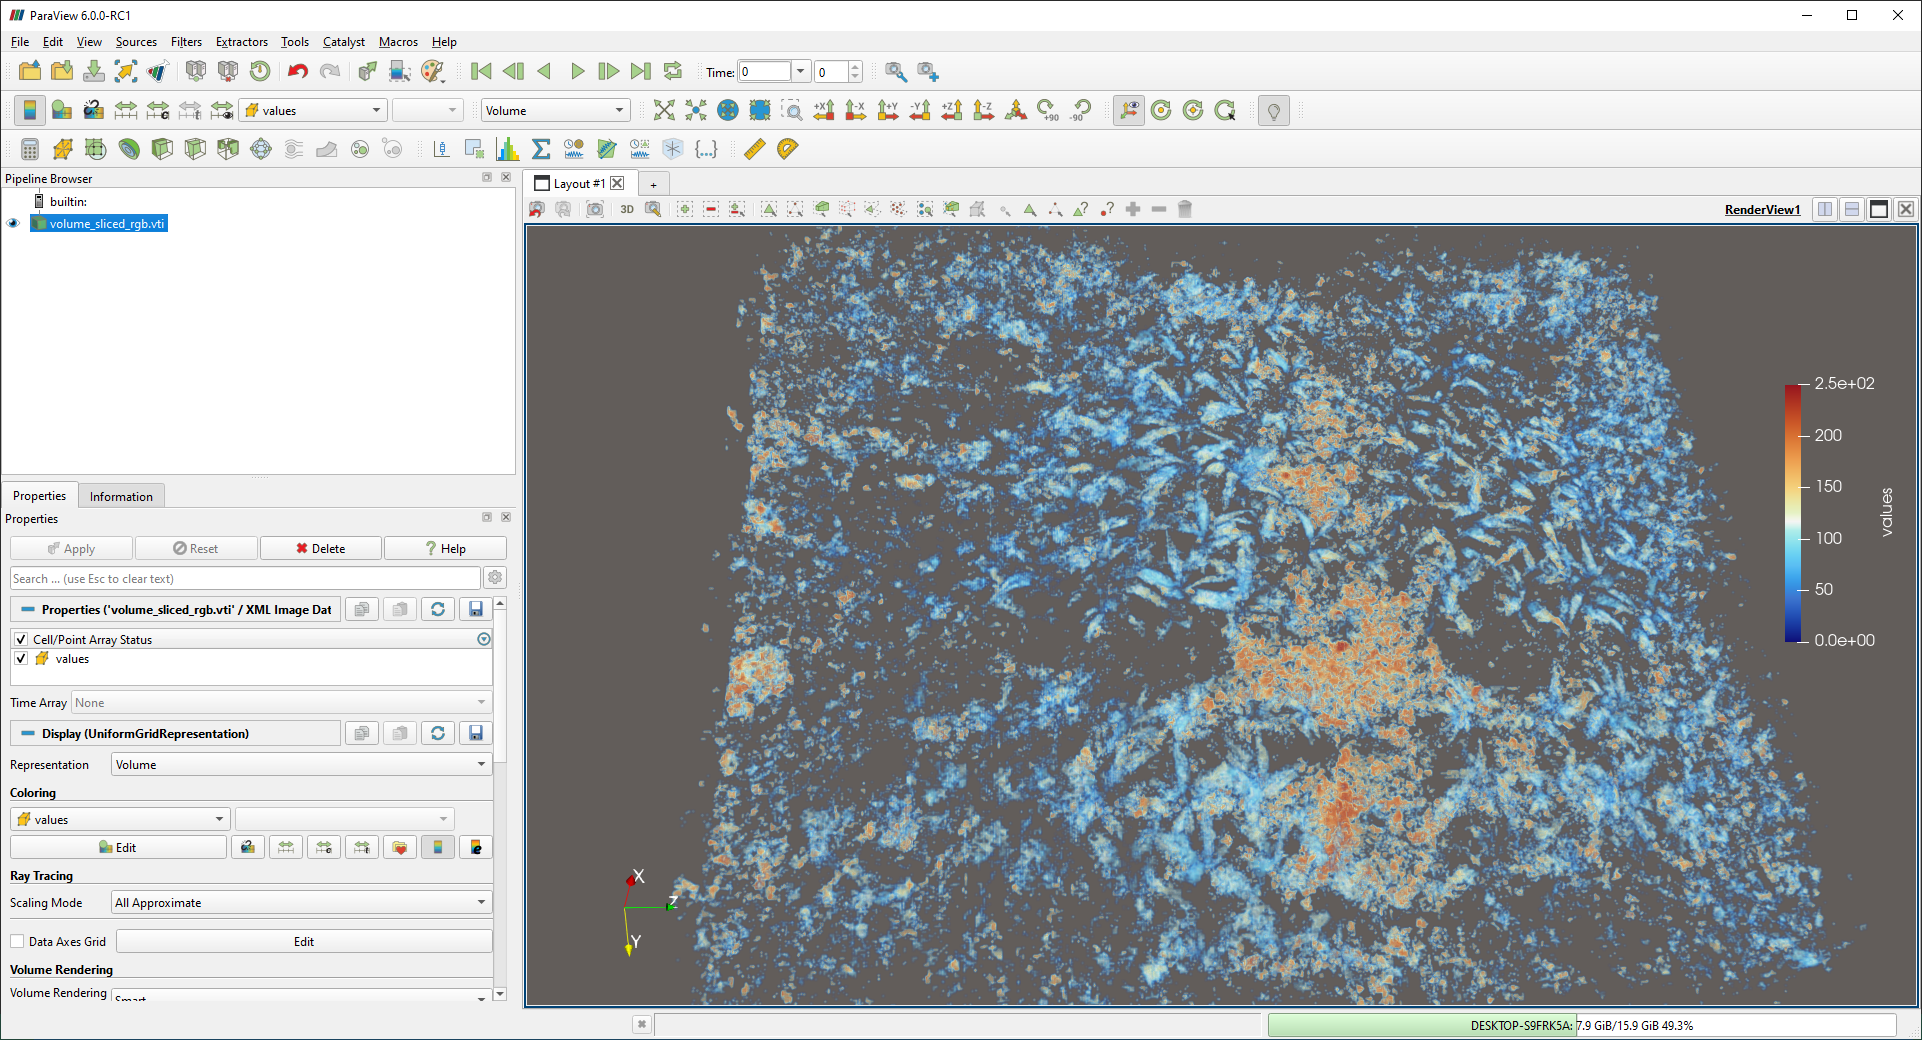 ParaView 6.0.0-RC1
File Edit View Sources Filters Extractors Tools Catalyst Macros Help
Time: 0 0
values Volume +X -X +Y -Y +Z -Z +90 -90
Pipeline Browser
builtin:
volume_sliced_rgb.vti
Layout #1 +
3D RenderView1
2.5e+02
200
150
100
50
0.0e+00
values
X
Z
Y
Properties Information
Properties
Apply Reset Delete Help
Search ... (use Esc to clear text)
Properties ('volume_sliced_rgb.vti' / XML Image Dat
Cell/Point Array Status
values
Time Array None
Display (UniformGridRepresentation)
Representation Volume
Coloring
values
Edit
Ray Tracing
Scaling Mode All Approximate
Data Axes Grid Edit
Volume Rendering
Volume Rendering Smart
DESKTOP-S9FRK5A: 7.9 GiB/15.9 GiB 49.3%